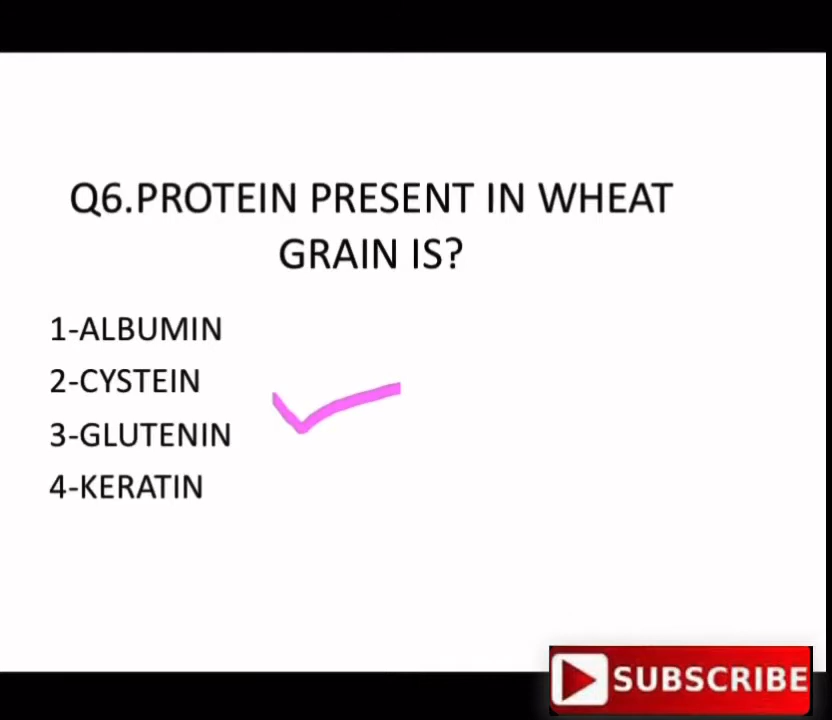 Q6.PROTEIN PRESENT IN WHEAT
GRAIN IS?
1-ALBUMIN
2-CYSTEIN
3-GLUTENIN
4-KERATIN
SUBSCRIBE